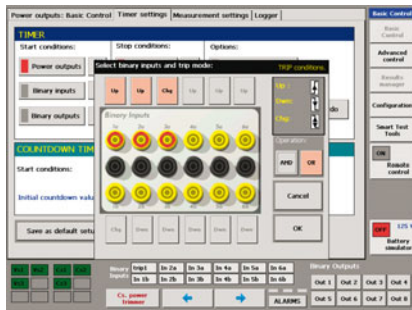 Power outputs: Basic Control
Timer settings
Measurement settings
Logger
Basic Control
TIMER
Start conditions:
Stop conditions:
Options:
Power outputs
Binary inputs
Binary outputs
Select binary inputs and trip mode:
TRIP conditions
Up
Up
Chg
Up
Up
Up
Up :
Dwn:
Chg:
Binary Inputs
Operation:
AND
OR
Cancel
OK
Chg
Dwn
Dwn
Dwn
COUNTDOWN TIM
Start conditions:
Initial countdown valu
Save as default setu
Basic
Control
Advanced
control
Results
manager
Configuration
Smart Test
Tools
ON
Remote
control
OFF
125 V
Battery
simulator
Binary
Inputs
trip1
In 2a
In 3a
In 4a
In 5a
In 6a
In 1b
In 2b
In 3b
In 4b
In 5b
In 6b
Binary Outputs
Out 1
Out 2
Out 3
Out 4
Out 5
Out 6
Out 7
Out 8
Cs. power
trimmer
ALARMS